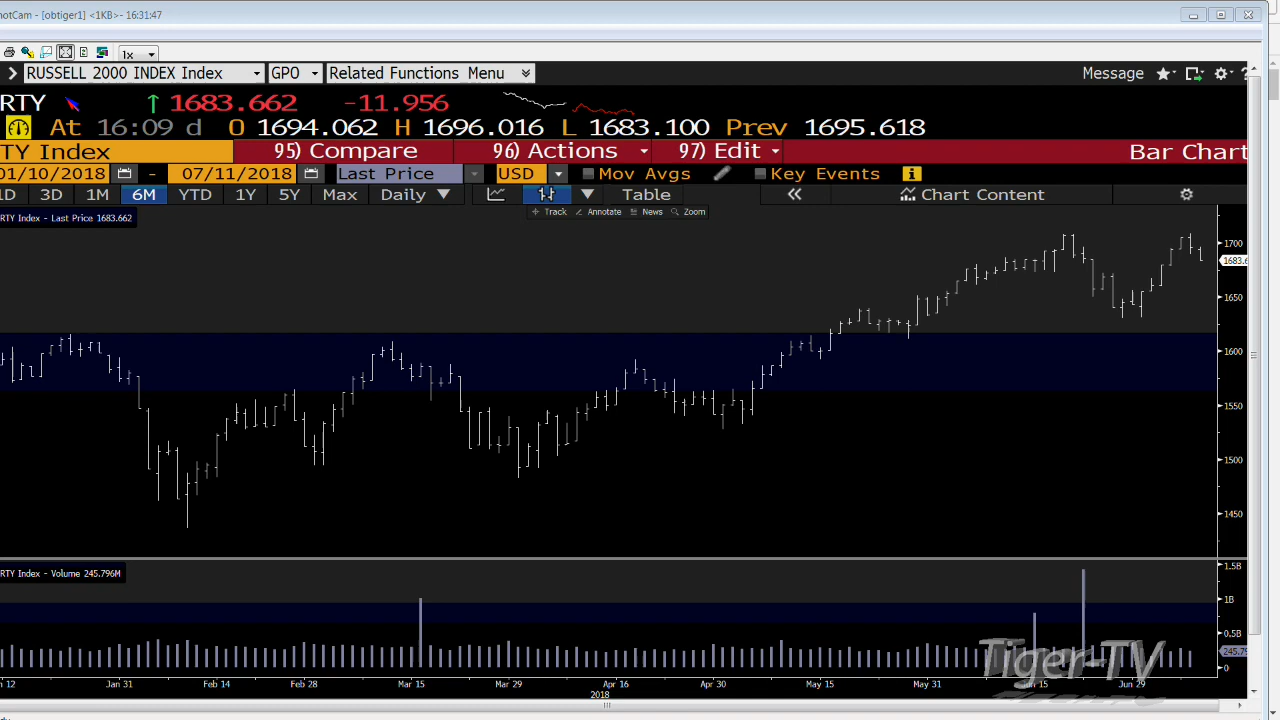 notCam - [obtiger1] <1KB>- 16:31:47
1x
RUSSELL 2000 INDEX Index GPO Related Functions Menu Message
RTY 1683.662 -11.956
At 16:09 d O 1694.062 H 1696.016 L 1683.100 Prev 1695.618
TY Index 95) Compare 96) Actions 97) Edit Bar Chart
01/10/2018 - 07/11/2018 Last Price USD Mov Avgs Key Events
1D 3D 1M 6M YTD 1Y 5Y Max Daily Table Chart Content
Track Annotate News Zoom
RTY Index - Last Price 1683.662
1700
1683.6
1650
1600
1550
1500
1450
RTY Index - Volume 245.796M
1.5B
1B
0.5B
245.79
0
n 12 Jan 31 Feb 14 Feb 28 Mar 15 Mar 29 Apr 16 Apr 30 May 15 May 31 Jun 15 Jun 29
2018
Tiger-TV